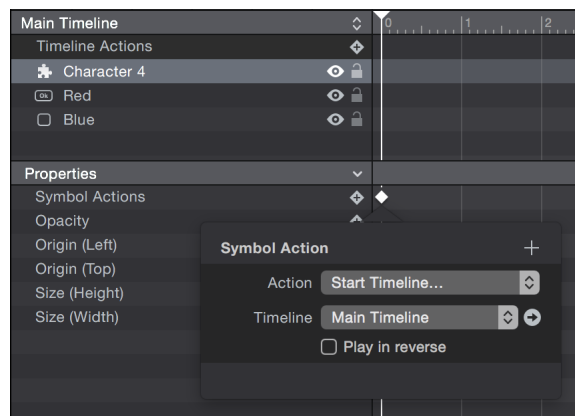 Main Timeline
0 1 2
Timeline Actions
Character 4
Ok Red
Blue
Properties
Symbol Actions
Opacity
Origin (Left)
Symbol Action
Origin (Top)
Action Start Timeline...
Size (Height)
Size (Width)
Timeline Main Timeline
Play in reverse